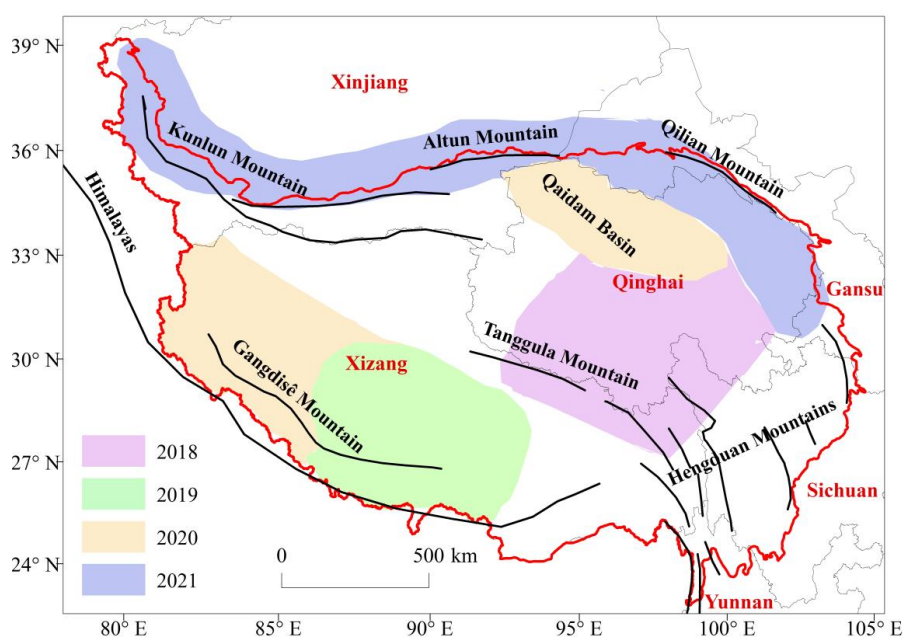 39° N
36° N
33° N
30° N
27° N
24° N
Xinjiang
Kunlun Mountain
Altun Mountain
Qilian Mountain
Himalayas
Qaidam Basin
Qinghai
Gansu
Tanggula Mountain
Xizang
Gangdisê Mountain
Hengduan Mountains
Sichuan
Yunnan
2018
2019
2020
2021
0 500 km
80° E 85° E 90° E 95° E 100° E 105° E